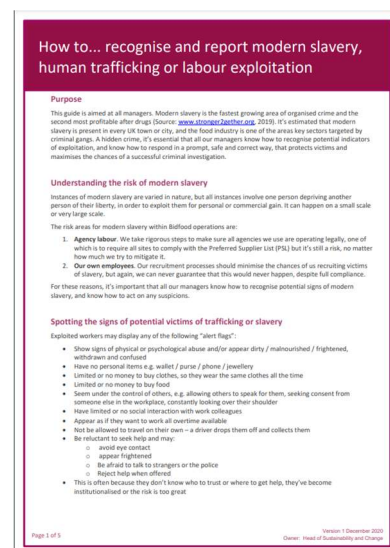 How to... recognise and report modern slavery,
human trafficking or labour exploitation
Purpose
This guide is aimed at all managers. Modern slavery is the fastest growing area of organised crime and the
second most profitable after drugs (Source: www.stronger2gether.org, 2019). It's estimated that modern
slavery is present in every UK town or city, and the food industry is one of the areas key sectors targeted by
criminal gangs. A hidden crime, it's essential that all our managers know how to recognise potential indicators
of exploitation, and know how to respond in a prompt, safe and correct way, that protects victims and
maximises the chances of a successful criminal investigation.
Understanding the risk of modern slavery
Instances of modern slavery are varied in nature, but all instances involve one person depriving another
person of their liberty, in order to exploit them for personal or commercial gain. It can happen on a small scale
or very large scale.
The risk areas for modern slavery within Bidfood operations are:
1. Agency labour. We take rigorous steps to make sure all agencies we use are operating legally, one of
which is to require all sites to comply with the Preferred Supplier List (PSL) but it's still a risk, no matter
how much we try to mitigate it.
2. Our own employees. Our recruitment processes should minimise the chances of us recruiting victims
of slavery, but again, we can never guarantee that this would never happen, despite full compliance.
For these reasons, it's important that all our managers know how to recognise potential signs of modern
slavery, and know how to act on any suspicions.
Spotting the signs of potential victims of trafficking or slavery
Exploited workers may display any of the following "alert flags":
• Show signs of physical or psychological abuse and/or appear dirty / malnourished / frightened,
withdrawn and confused
• Have no personal items e.g. wallet / purse / phone / jewellery
• Limited or no money to buy clothes, so they wear the same clothes all the time
• Limited or no money to buy food
• Seem under the control of others, e.g. allowing others to speak for them, seeking consent from
someone else in the workplace, constantly looking over their shoulder
• Have limited or no social interaction with work colleagues
• Appear as if they want to work all overtime available
• Not be allowed to travel on their own – a driver drops them off and collects them
• Be reluctant to seek help and may:
o avoid eye contact
o appear frightened
o Be afraid to talk to strangers or the police
o Reject help when offered
• This is often because they don't know who to trust or where to get help, they've become
institutionalised or the risk is too great
Page 1 of 5
Version 1 December 2020
Owner: Head of Sustainability and Change